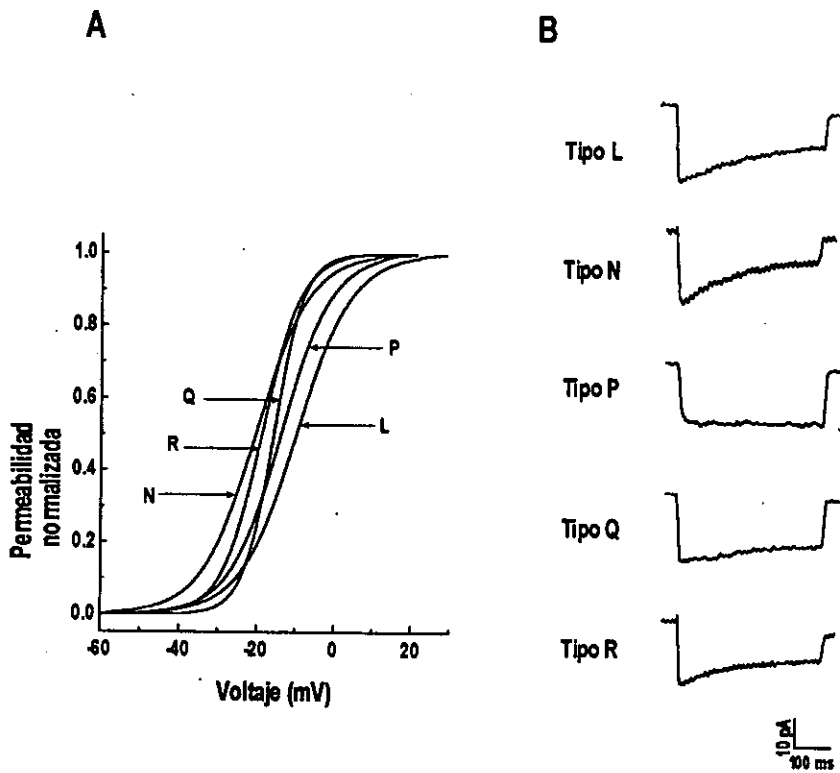 A
B
Tipo L
Tipo N
Tipo P
Tipo Q
Tipo R
10 pA
100 ms
Permeabilidad
normalizada
1.0
0.8
0.6
0.4
0.2
0.0
P
Q
L
R
N
-60
-40
-20
0
20
Voltaje (mV)